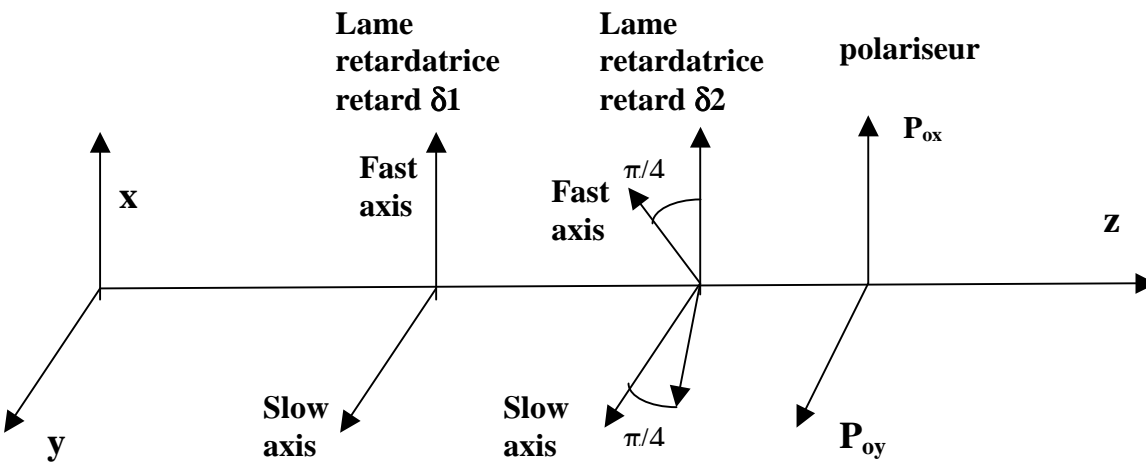 Lame
retardatrice
retard δ1
Lame
retardatrice
retard δ2
polariseur
x
y
Fast
axis
Slow
axis
π/4
Fast
axis
Slow
axis
π/4
Pox
Poy
z